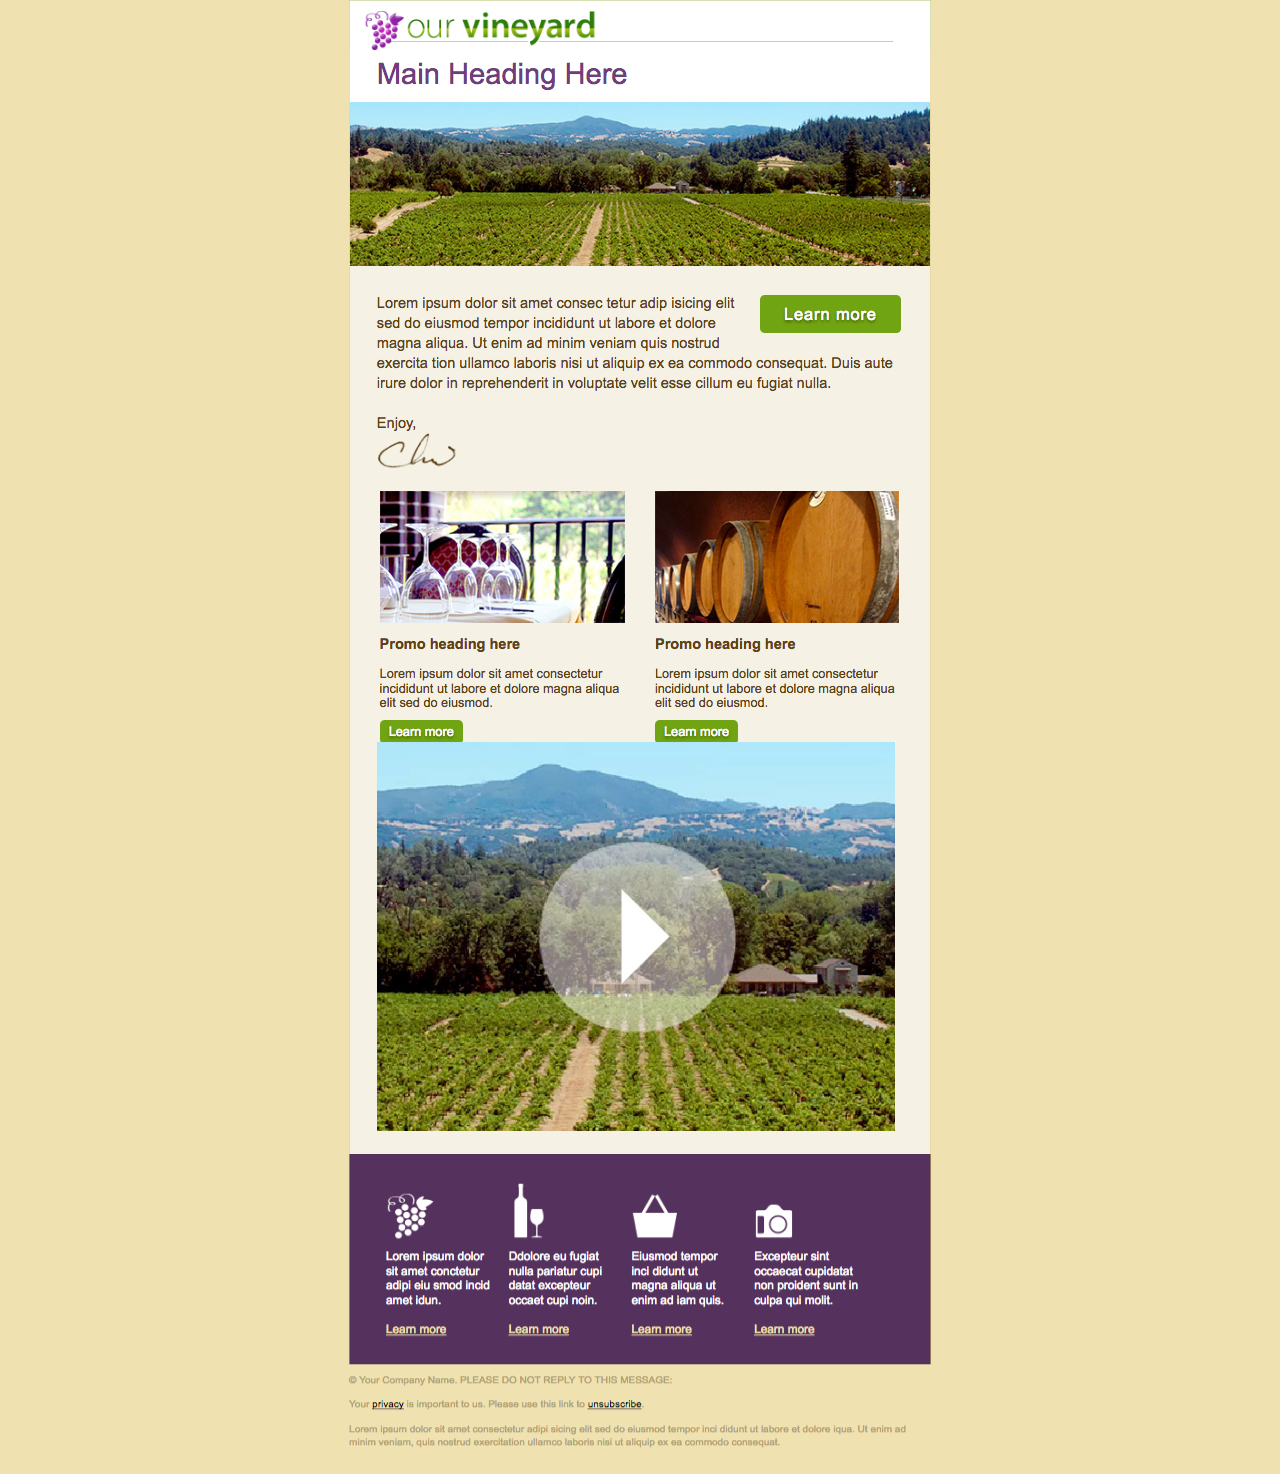 our vineyard
Main Heading Here
Lorem ipsum dolor sit amet consec tetur adip isicing elit
sed do eiusmod tempor incididunt ut labore et dolore
magna aliqua. Ut enim ad minim veniam quis nostrud
exercita tion ullamco laboris nisi ut aliquip ex ea commodo consequat. Duis aute
irure dolor in reprehenderit in voluptate velit esse cillum eu fugiat nulla.
Learn more
Enjoy,
Promo heading here
Lorem ipsum dolor sit amet consectetur
incididunt ut labore et dolore magna aliqua
elit sed do eiusmod.
Learn more
Promo heading here
Lorem ipsum dolor sit amet consectetur
incididunt ut labore et dolore magna aliqua
elit sed do eiusmod.
Learn more
Lorem ipsum dolor
sit amet conctetur
adipi eiu smod incid
amet idun.
Learn more
Ddolore eu fugiat
nulla pariatur cupi
datat excepteur
occaet cupi noin.
Learn more
Eiusmod tempor
inci didunt ut
magna aliqua ut
enim ad iam quis.
Learn more
Excepteur sint
occaecat cupidatat
non proident sunt in
culpa qui molit.
Learn more
© Your Company Name. PLEASE DO NOT REPLY TO THIS MESSAGE:
Your privacy is important to us. Please use this link to unsubscribe.
Lorem ipsum dolor sit amet consectetur adipi sicing elit sed do eiusmod tempor inci didunt ut labore et dolore iqua. Ut enim ad
minim veniam, quis nostrud exercitation ullamco laboris nisi ut aliquip ex ea commodo consequat.